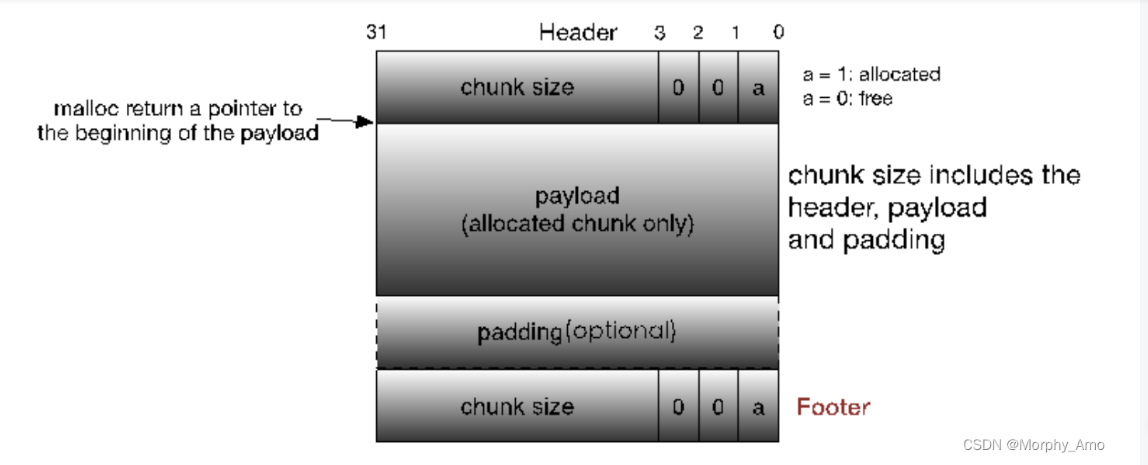 31 Header 3 2 1 0
chunk size 0 0 a
a = 1: allocated
a = 0: free
malloc return a pointer to
the beginning of the payload
payload
(allocated chunk only)
chunk size includes the
header, payload
and padding
padding(optional)
chunk size 0 0 a
Footer
CSDN @Morphy_Amo